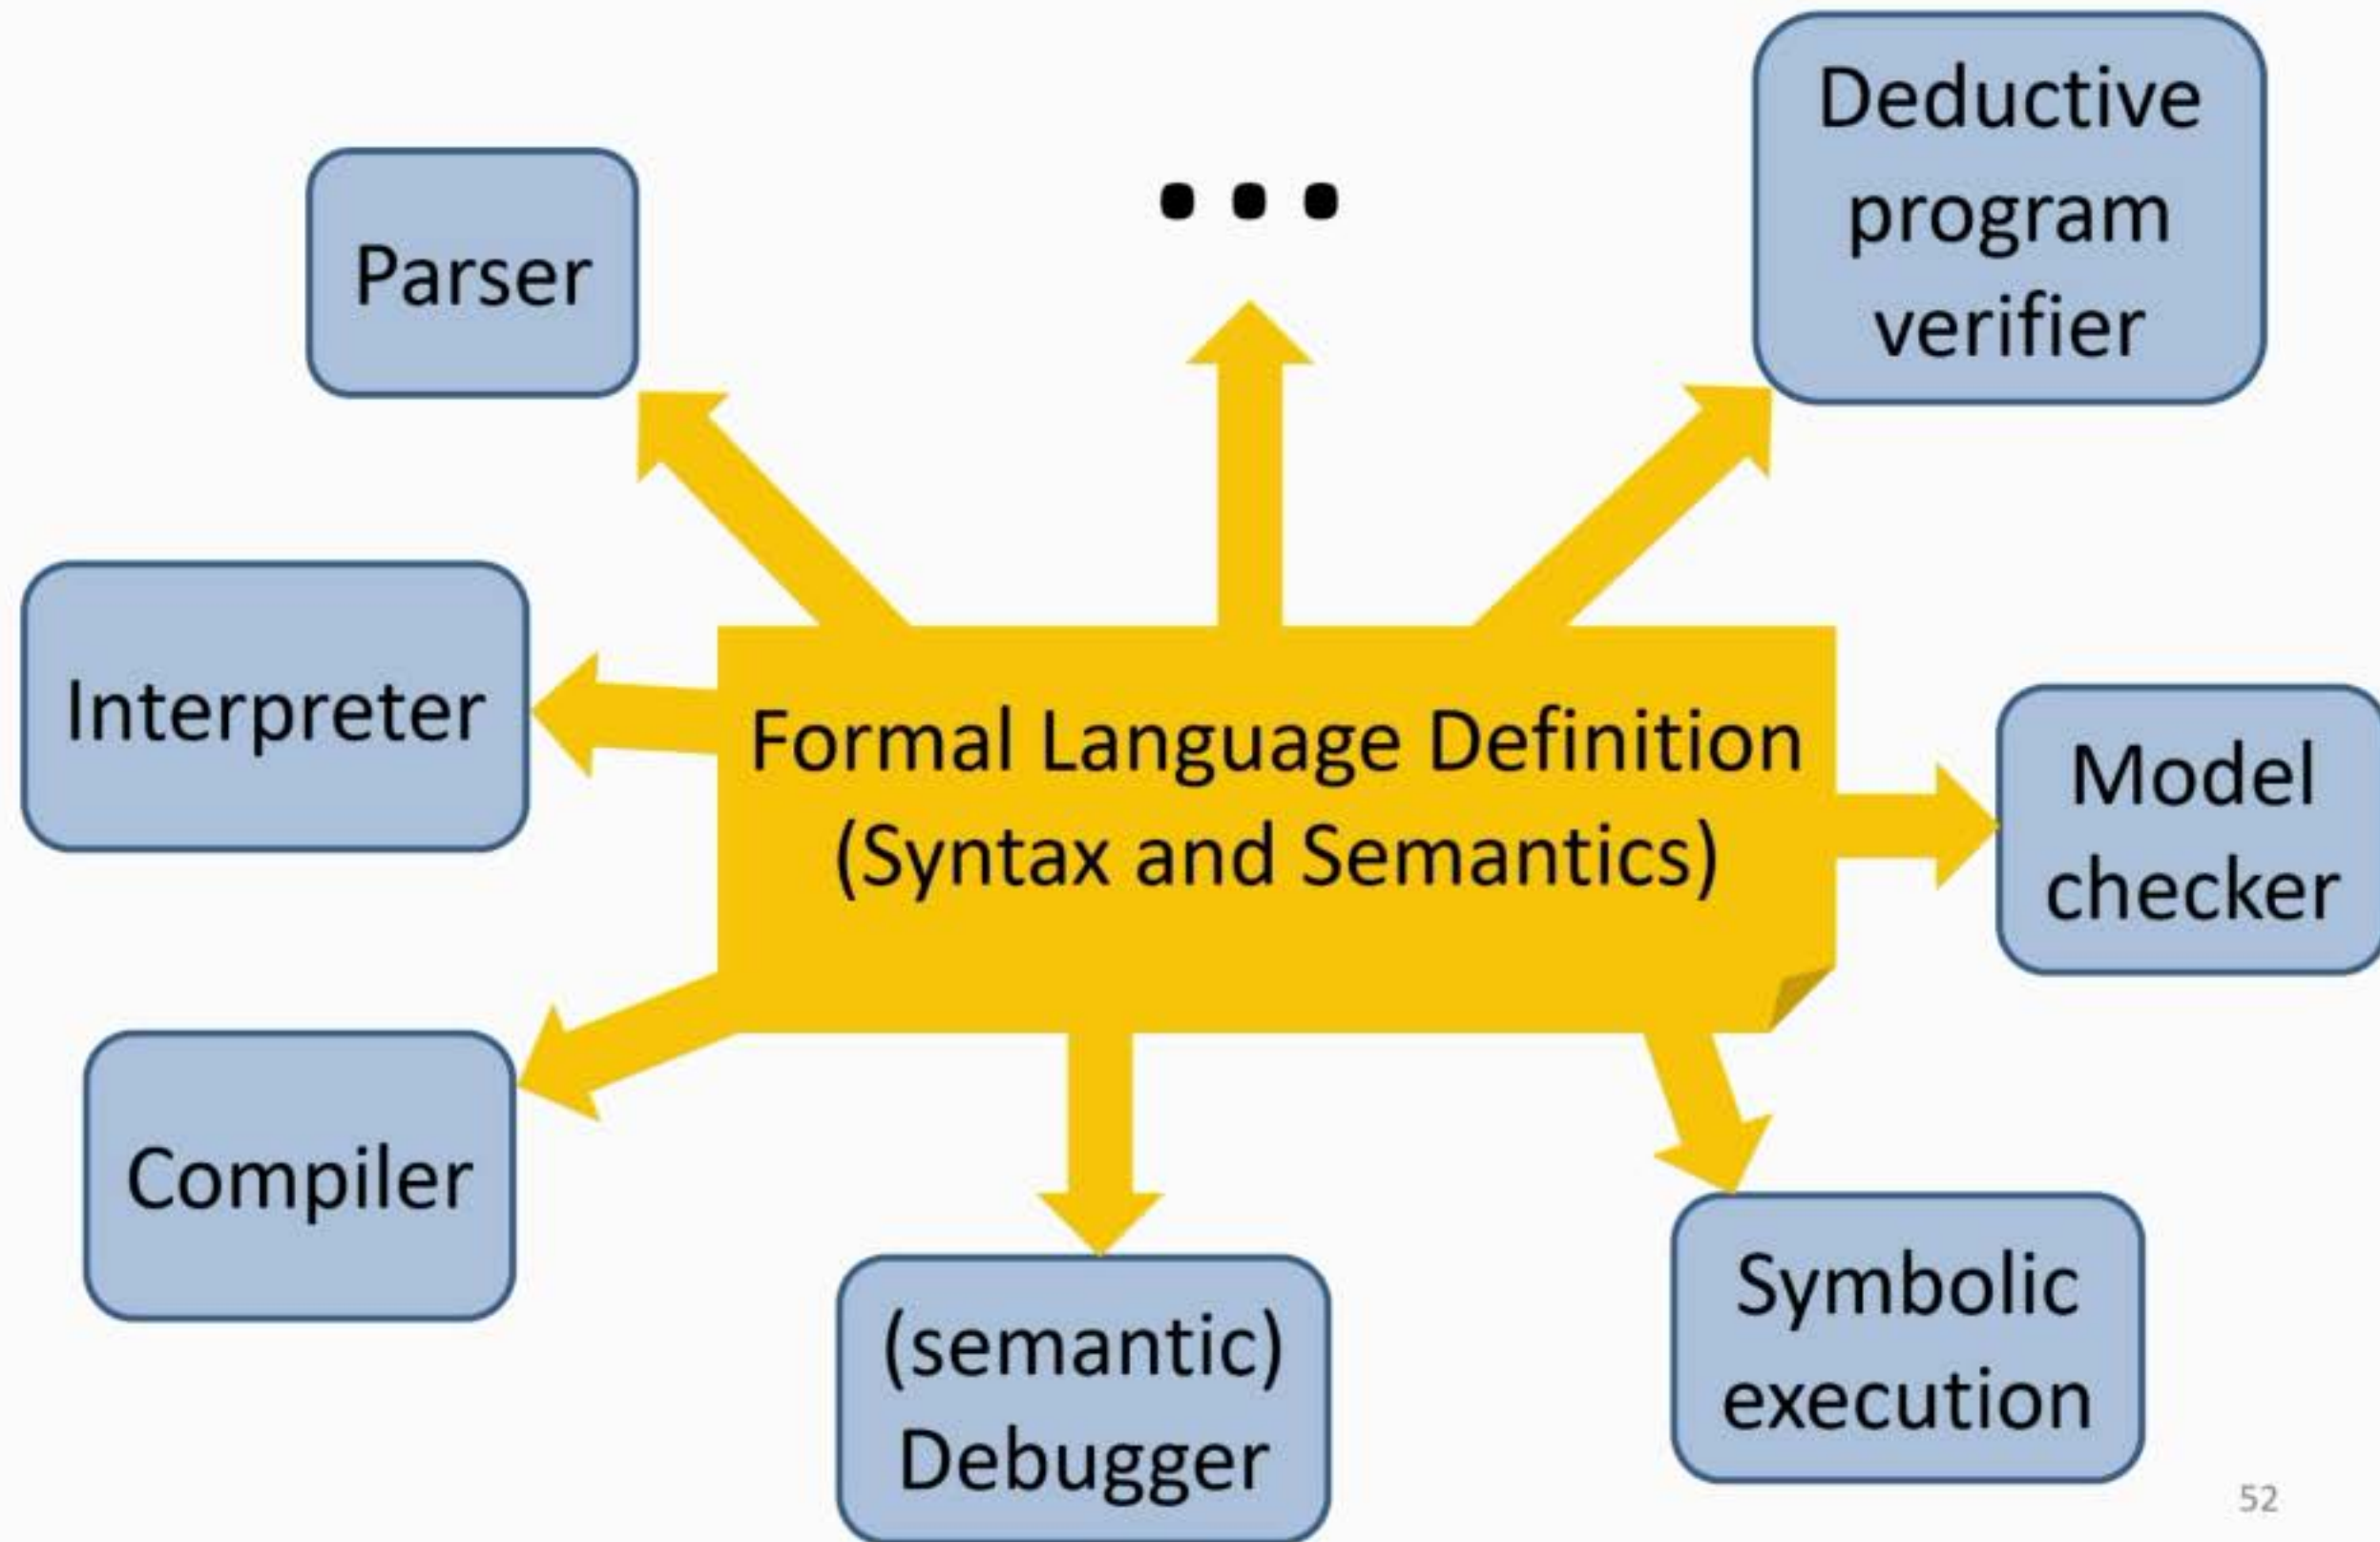 Parser
...
Deductive
program
verifier
Interpreter
Formal Language Definition
(Syntax and Semantics)
Model
checker
Compiler
(semantic)
Debugger
Symbolic
execution
52